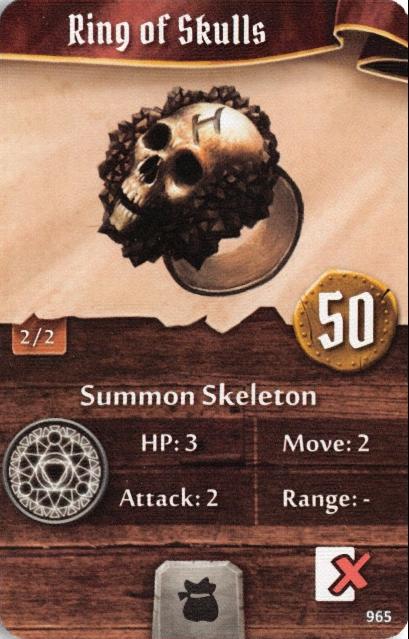 Ring of Skulls
2/2
50
Summon Skeleton
HP: 3
Move: 2
Attack: 2
Range: -
965